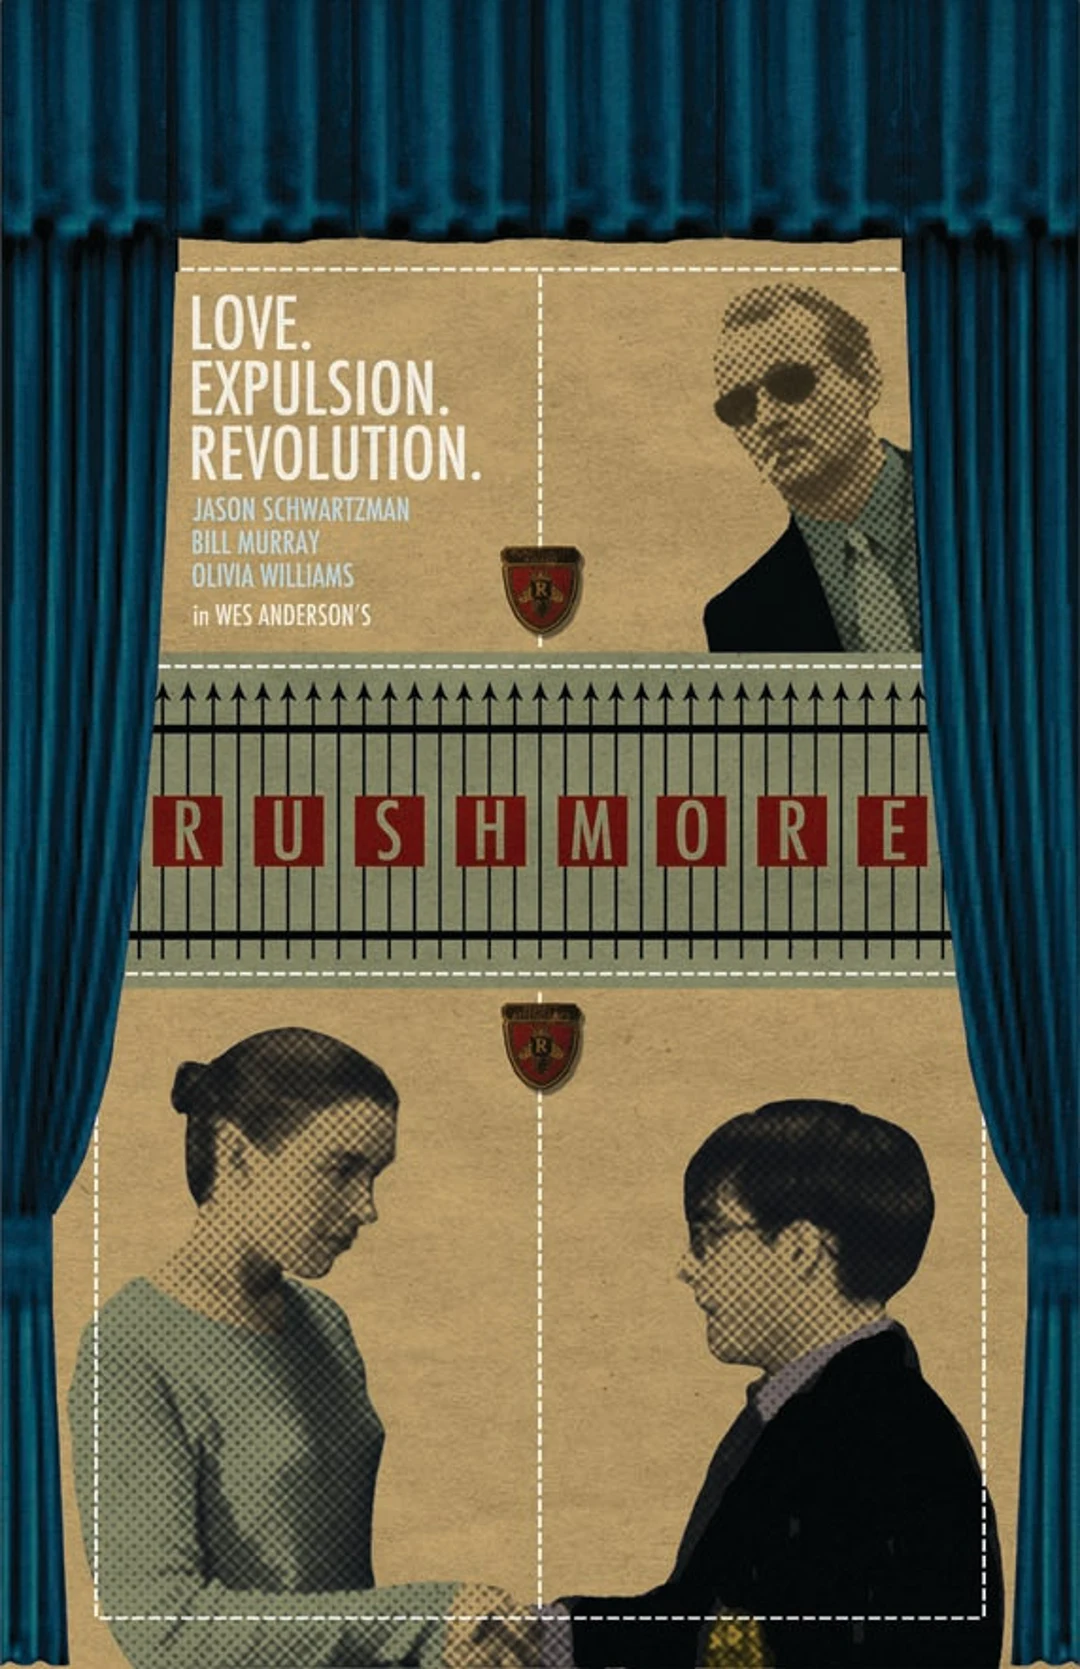 LOVE.
EXPULSION.
REVOLUTION.
JASON SCHWARTZMAN
BILL MURRAY
OLIVIA WILLIAMS
in WES ANDERSON'S
R
RUSHMORE
R